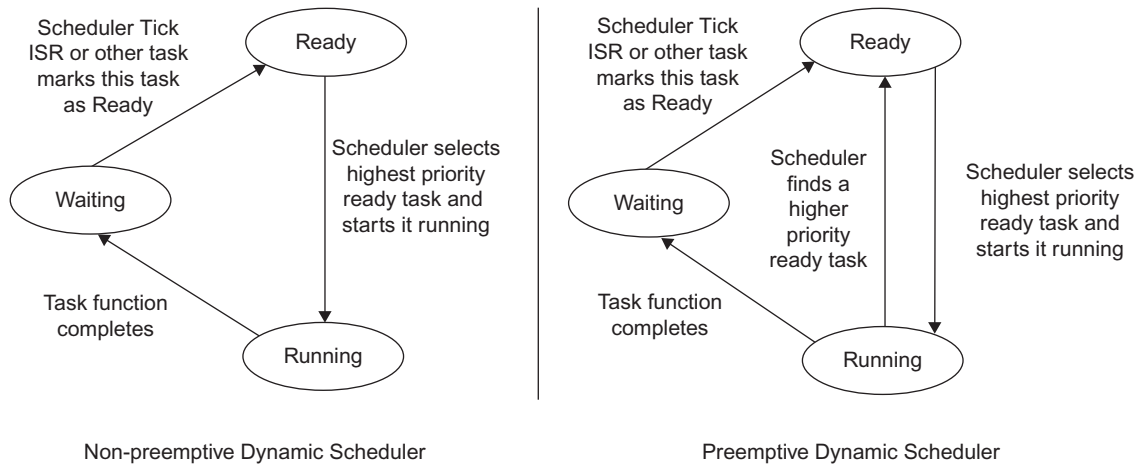 Scheduler Tick
ISR or other task
marks this task
as Ready
Ready
Scheduler selects
highest priority
ready task and
starts it running
Waiting
Task function
completes
Running
Non-preemptive Dynamic Scheduler
Scheduler Tick
ISR or other task
marks this task
as Ready
Ready
Scheduler
finds a
higher
priority
ready task
Scheduler selects
highest priority
ready task and
starts it running
Waiting
Task function
completes
Running
Preemptive Dynamic Scheduler